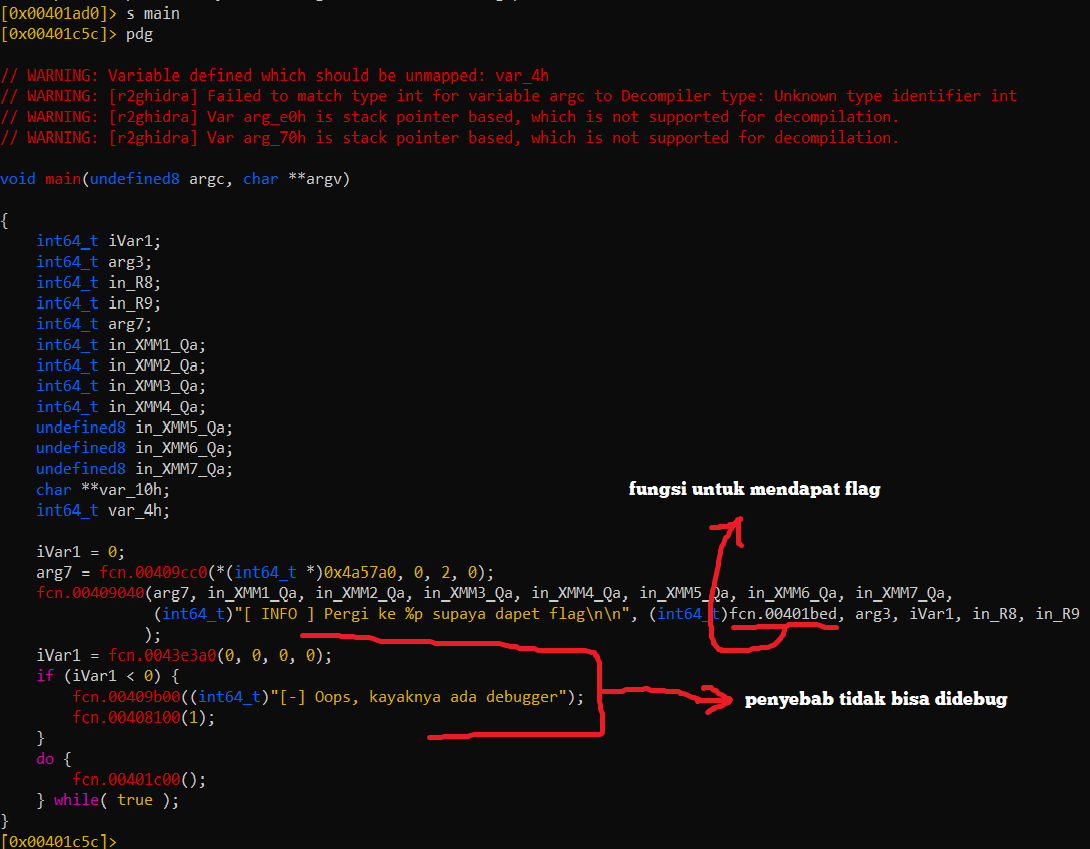 [0x00401ad0]> s main
[0x00401c5c]> pdg
// WARNING: Variable defined which should be unmapped: var_4h
// WARNING: [r2ghidra] Failed to match type int for variable argc to Decompiler type: Unknown type identifier int
// WARNING: [r2ghidra] Var arg_e0h is stack pointer based, which is not supported for decompilation.
// WARNING: [r2ghidra] Var arg_70h is stack pointer based, which is not supported for decompilation.
void main(undefined8 argc, char **argv)
{
    int64_t iVar1;
    int64_t arg3;
    int64_t in_R8;
    int64_t in_R9;
    int64_t arg7;
    int64_t in_XMM1_Qa;
    int64_t in_XMM2_Qa;
    int64_t in_XMM3_Qa;
    int64_t in_XMM4_Qa;
    undefined8 in_XMM5_Qa;
    undefined8 in_XMM6_Qa;
    undefined8 in_XMM7_Qa;
    char **var_10h;
fungsi untuk mendapat flag
    int64_t var_4h;
    iVar1 = 0;
    arg7 = fcn.00409cc0(*(int64_t *)0x4a57a0, 0, 2, 0);
    fcn.00409040(arg7, in_XMM1_Qa, in_XMM2_Qa, in_XMM3_Qa, in_XMM4_Qa, in_XMM5_Qa, in_XMM6_Qa, in_XMM7_Qa,
                 (int64_t)"[ INFO ] Pergi ke %p supaya dapet flag\n\n", (int64_t)fcn.00401bed, arg3, iVar1, in_R8, in_R9
                );
    iVar1 = fcn.0043e3a0(0, 0, 0, 0);
    if (iVar1 < 0) {
        fcn.00409b00((int64_t)"[-] Oops, kayaknya ada debugger");
penyebab tidak bisa didebug
        fcn.00408100(1);
    }
    do {
        fcn.00401c00();
    } while( true );
}
[0x00401c5c]>